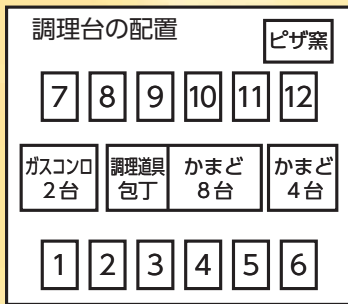 調理台の配置
ピザ窯
7 8 9 10 11 12
ガスコンロ
2台
調理道具
包丁
かまど
8台
かまど
4台
1 2 3 4 5 6